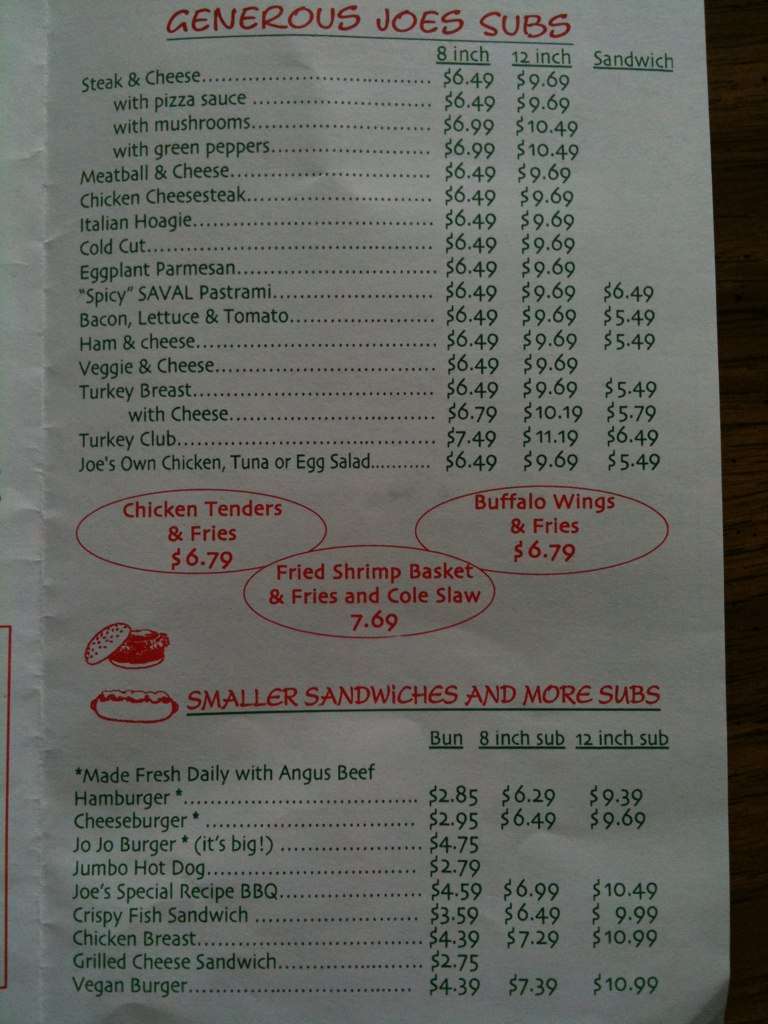 GENEROUS JOES SUBS
8 inch 12 inch Sandwich
Steak & Cheese................................. $6.49 $9.69
with pizza sauce .......................... $6.49 $9.69
with mushrooms.......................... $6.99 $10.49
with green peppers....................... $6.99 $10.49
Meatball & Cheese............................. $6.49 $9.69
Chicken Cheesesteak.......................... $6.49 $9.69
Italian Hoagie................................... $6.49 $9.69
Cold Cut.......................................... $6.49 $9.69
Eggplant Parmesan............................ $6.49 $9.69
"Spicy" SAVAL Pastrami....................... $6.49 $9.69 $6.49
Bacon, Lettuce & Tomato..................... $6.49 $9.69 $5.49
Ham & cheese................................... $6.49 $9.69 $5.49
Veggie & Cheese................................ $6.49 $9.69
Turkey Breast................................... $6.49 $9.69 $5.49
with Cheese.............................. $6.79 $10.19 $5.79
Turkey Club..................................... $7.49 $11.19 $6.49
Joe's Own Chicken, Tuna or Egg Salad........... $6.49 $9.69 $5.49
Chicken Tenders
& Fries
$6.79
Buffalo Wings
& Fries
$6.79
Fried Shrimp Basket
& Fries and Cole Slaw
7.69
SMALLER SANDWiCHES AND MORE SUBS
Bun 8 inch sub 12 inch sub
*Made Fresh Daily with Angus Beef
Hamburger *.................................. $2.85 $6.29 $9.39
Cheeseburger * .............................. $2.95 $6.49 $9.69
Jo Jo Burger * (it's big!) .................... $4.75
Jumbo Hot Dog.............................. $2.79
Joe's Special Recipe BBQ.................... $4.59 $6.99 $10.49
Crispy Fish Sandwich ....................... $3.59 $6.49 $ 9.99
Chicken Breast................................ $4.39 $7.29 $10.99
Grilled Cheese Sandwich..................... $2.75
Vegan Burger.................................. $4.39 $7.39 $10.99